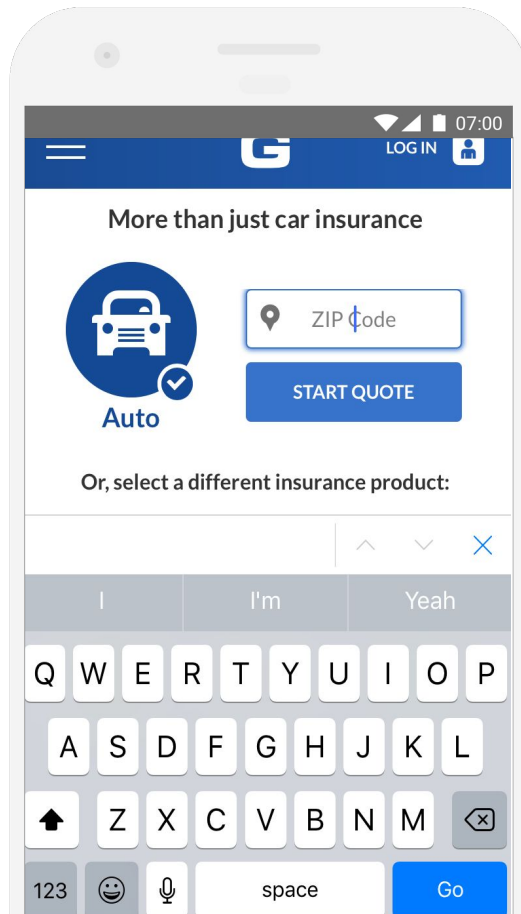 07:00
G
LOG IN
More than just car insurance
ZIP Code
START QUOTE
Auto
Or, select a different insurance product:
I I'm Yeah
Q W E R T Y U I O P
A S D F G H J K L
Z X C V B N M
123 space Go